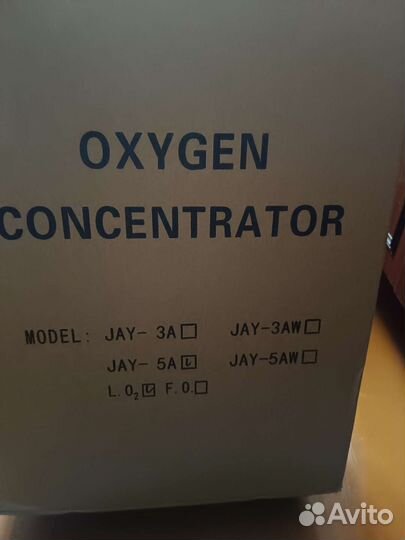 OXYGEN
CONCENTRATOR
MODEL: JAY-3A☐ JAY-3AW☐
JAY-5A☑ JAY-5AW☐
L.O₂☑ F.O.☐
Avito